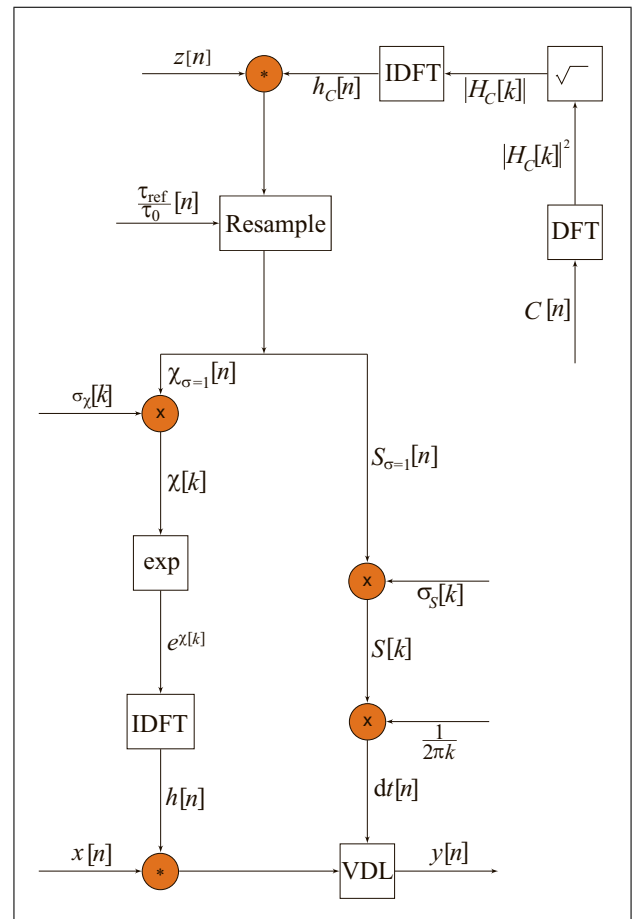 z[n]
*
h_C[n]
IDFT
|H_C[k]|
√
|H_C[k]|²
τ_ref/τ_0 [n]
Resample
DFT
C[n]
χ_σ=1[n]
σ_χ[k]
x
S_σ=1[n]
χ[k]
exp
x
σ_S[k]
e^χ[k]
S[k]
IDFT
x
1/2πk
h[n]
dt[n]
x[n]
*
VDL
y[n]